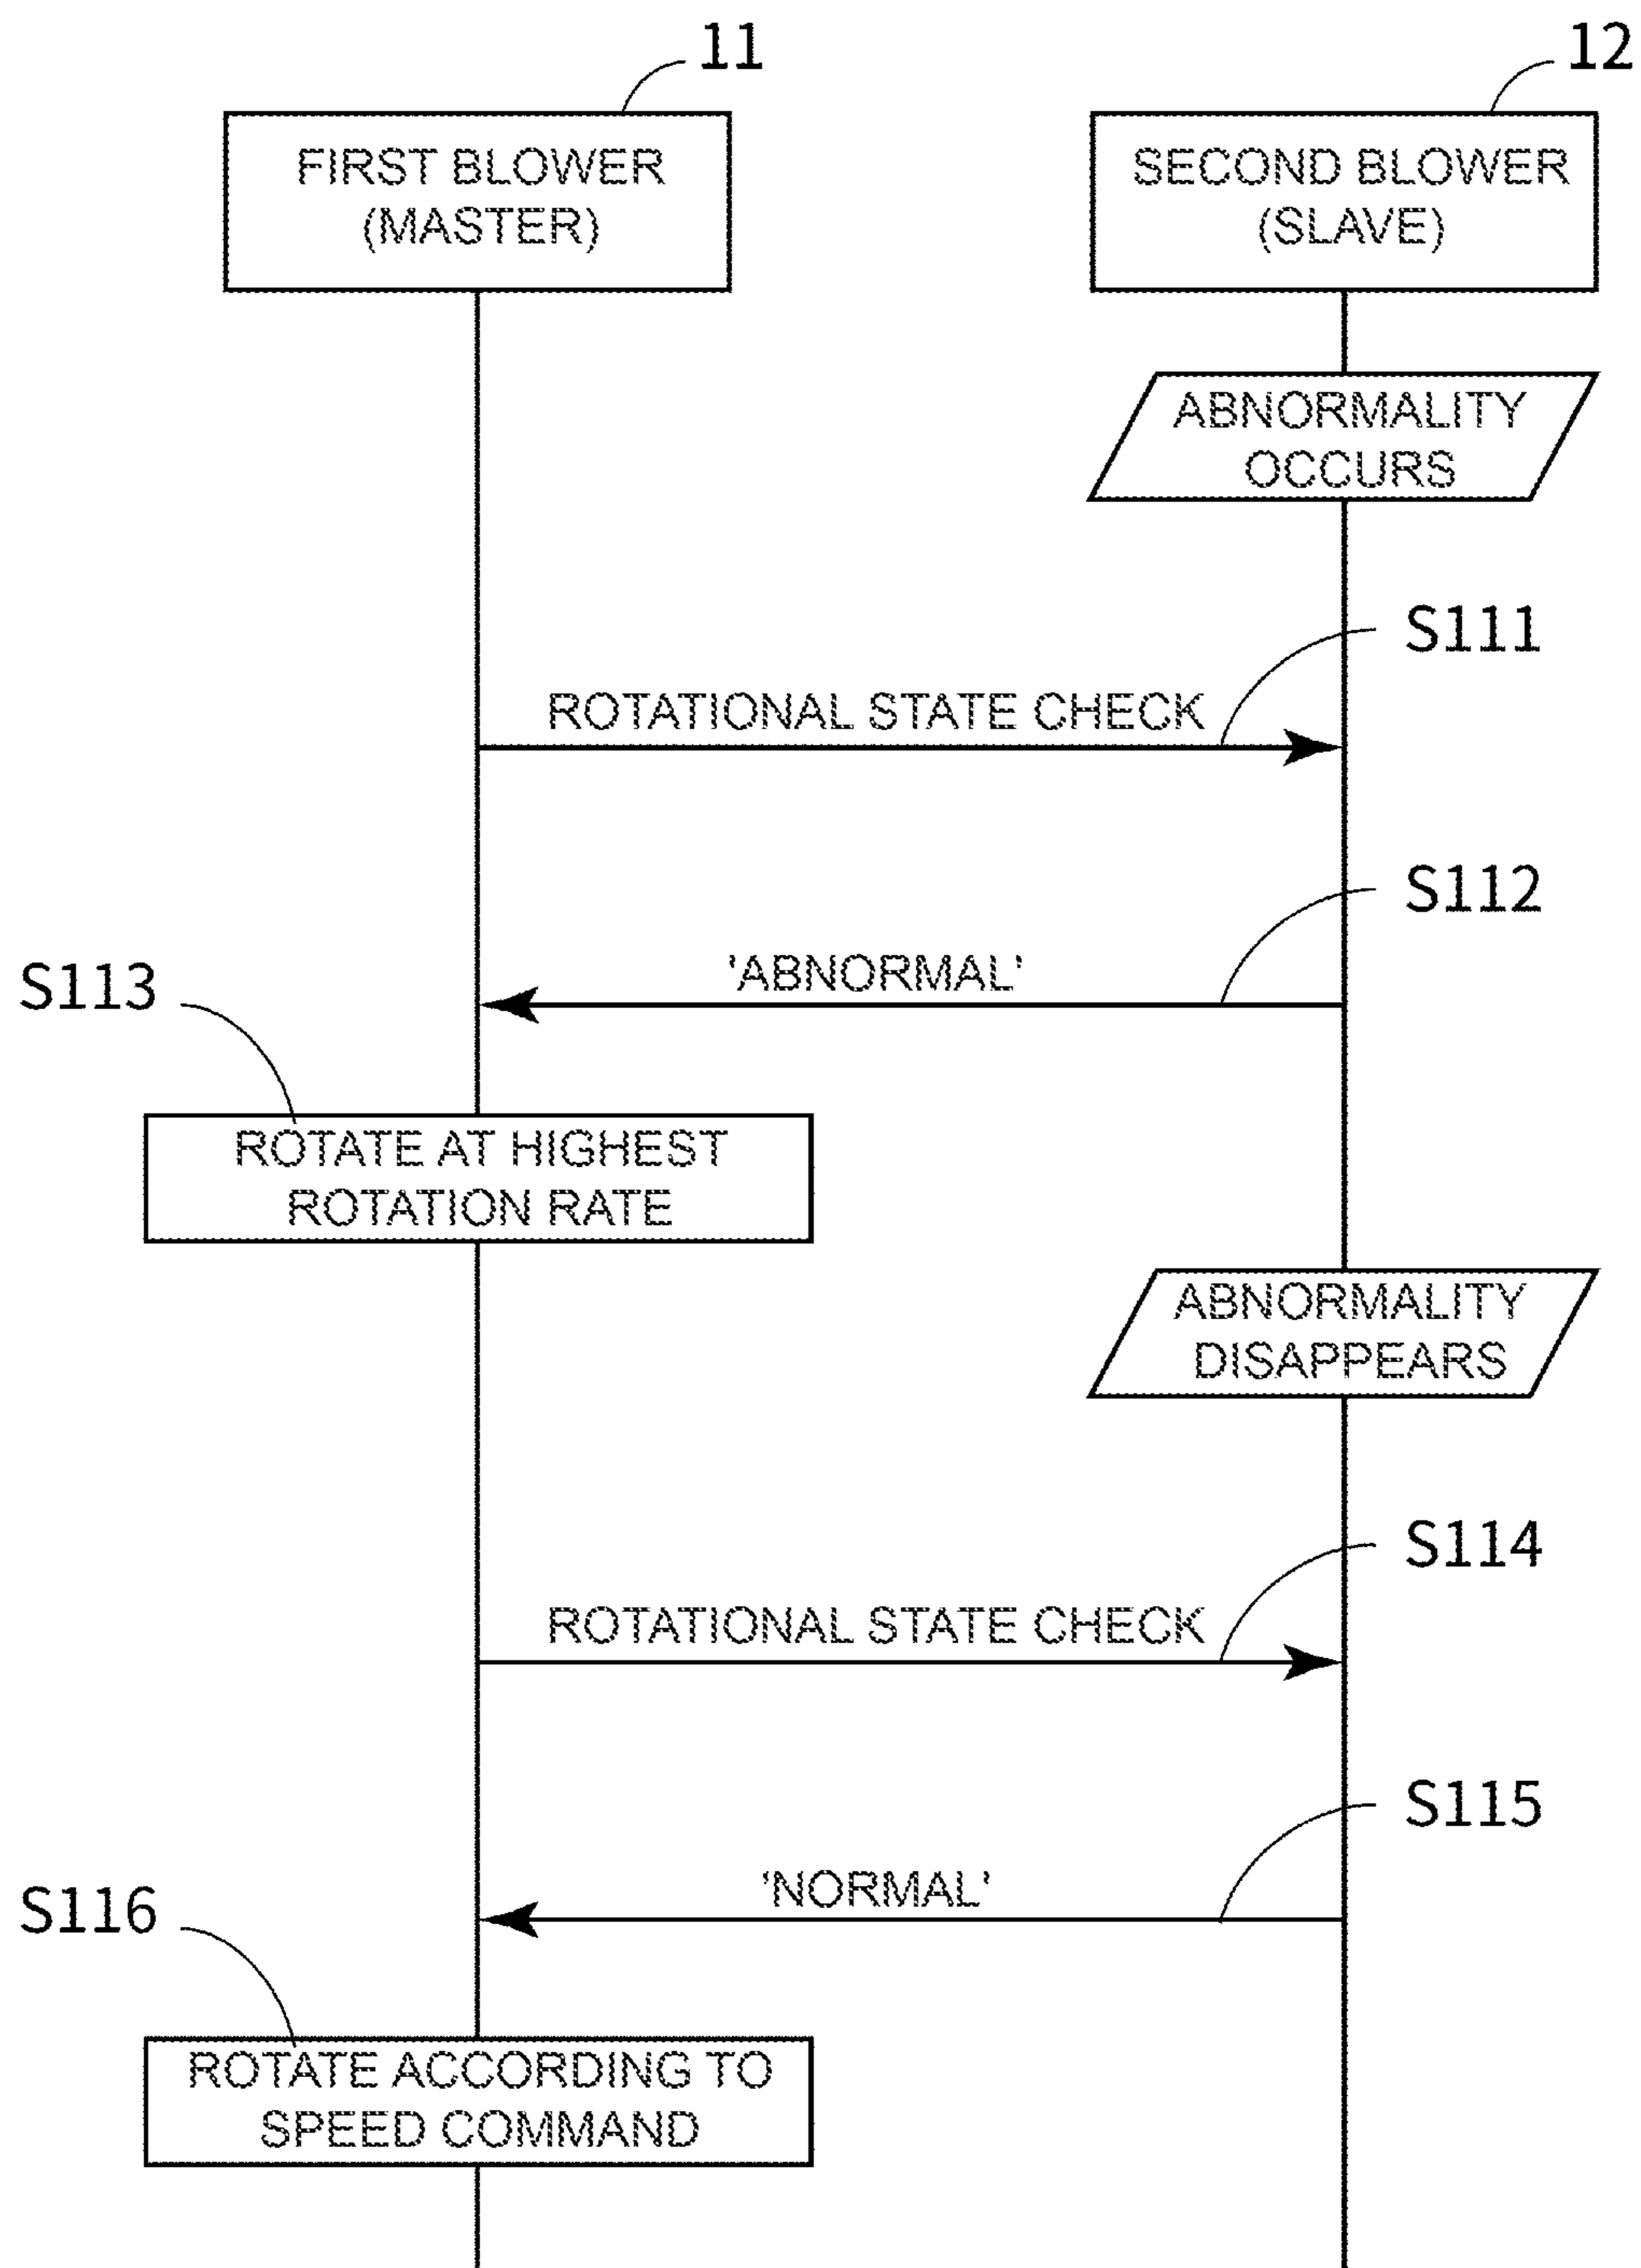 11
12
FIRST BLOWER
(MASTER)
SECOND BLOWER
(SLAVE)
ABNORMALITY
OCCURS
S111
ROTATIONAL STATE CHECK
S112
'ABNORMAL'
S113
ROTATE AT HIGHEST
ROTATION RATE
ABNORMALITY
DISAPPEARS
S114
ROTATIONAL STATE CHECK
S115
'NORMAL'
S116
ROTATE ACCORDING TO
SPEED COMMAND